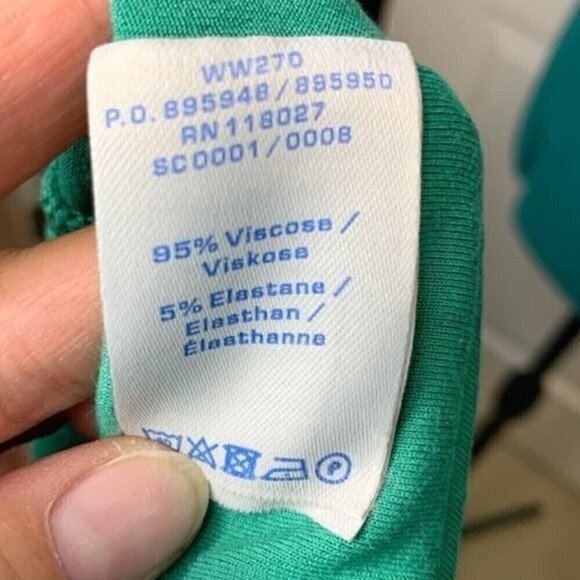 WW270
P.O. 895948/895950
RN 118027
SC0001/0008
95% Viscose /
Viskose
5% Elastane /
Elasthan /
Élasthanne
P